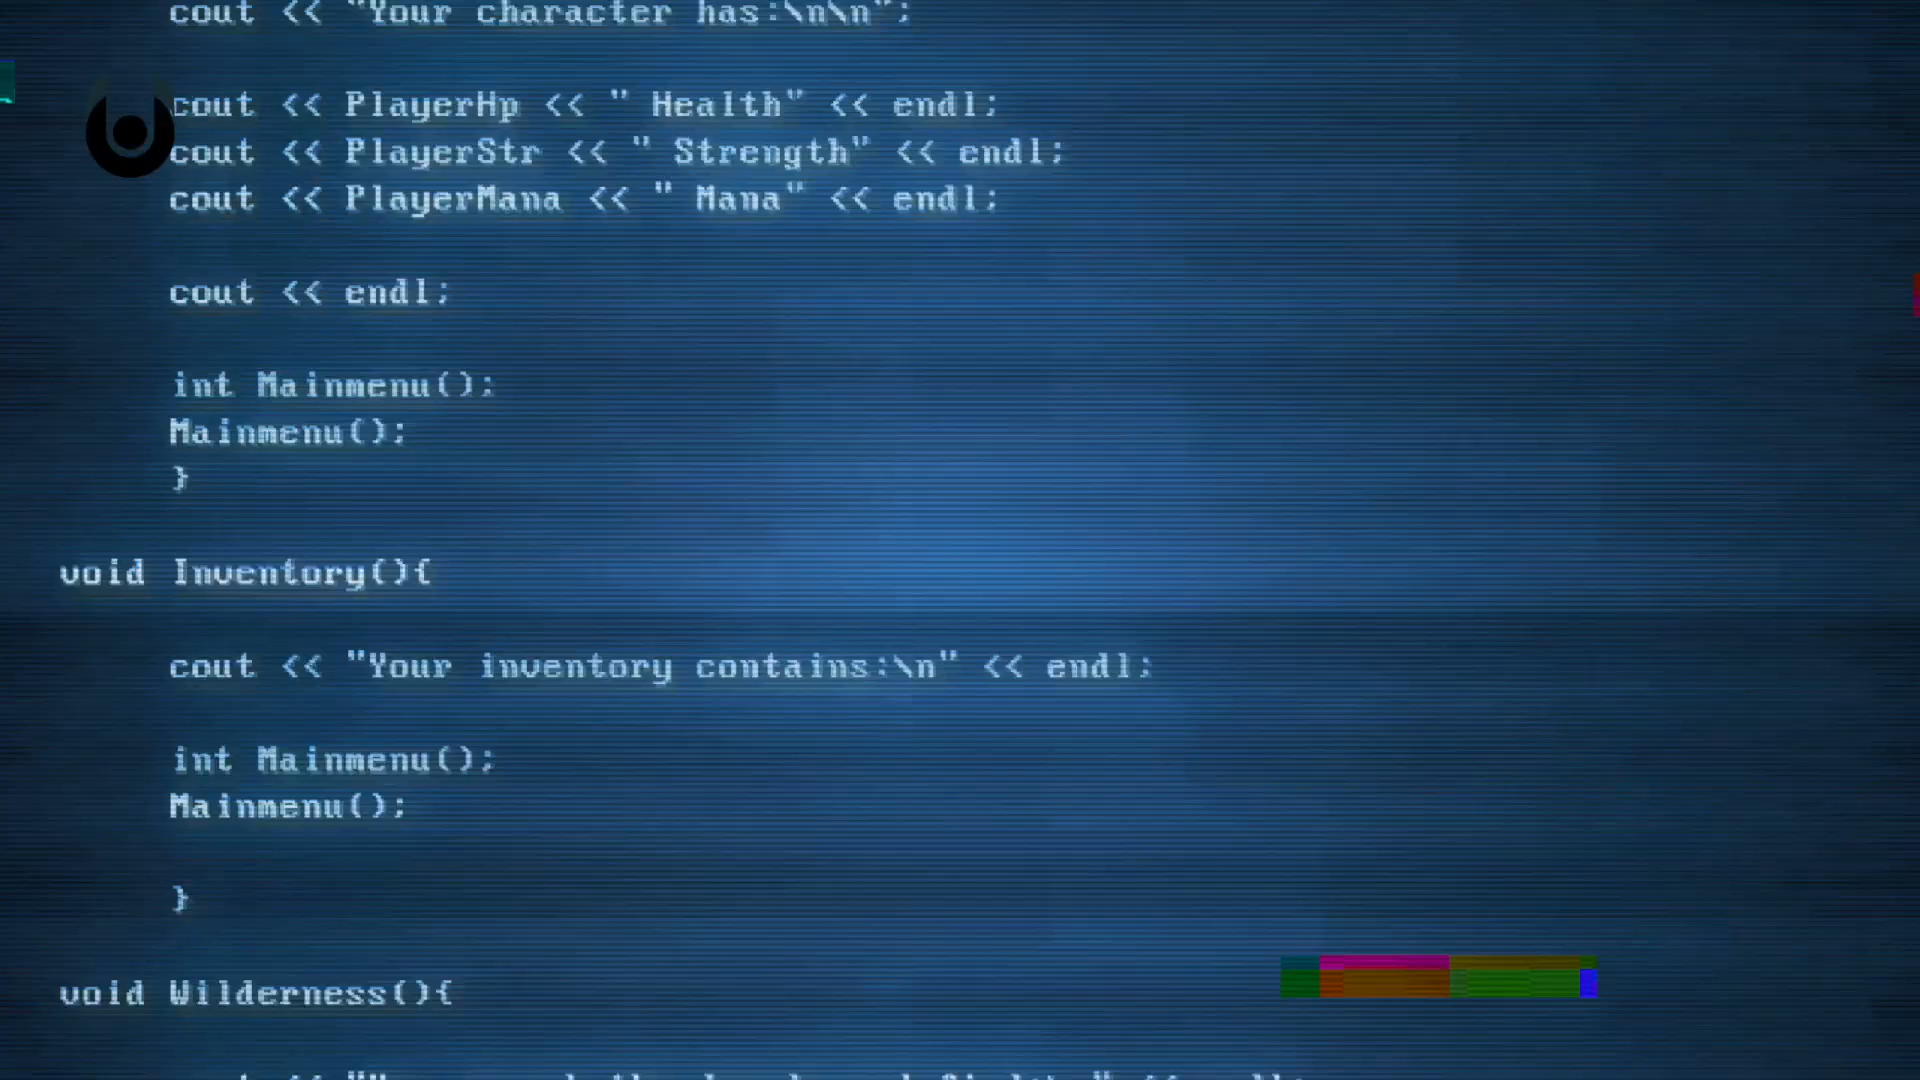 cout << "Your character has:\n\n";
cout << PlayerHp << " Health" << endl;
cout << PlayerStr << " Strength" << endl;
cout << PlayerMana << " Mana" << endl;
cout << endl;
int Mainmenu();
Mainmenu();
}
void Inventory(){
cout << "Your inventory contains:\n" << endl;
int Mainmenu();
Mainmenu();
}
void Wilderness(){